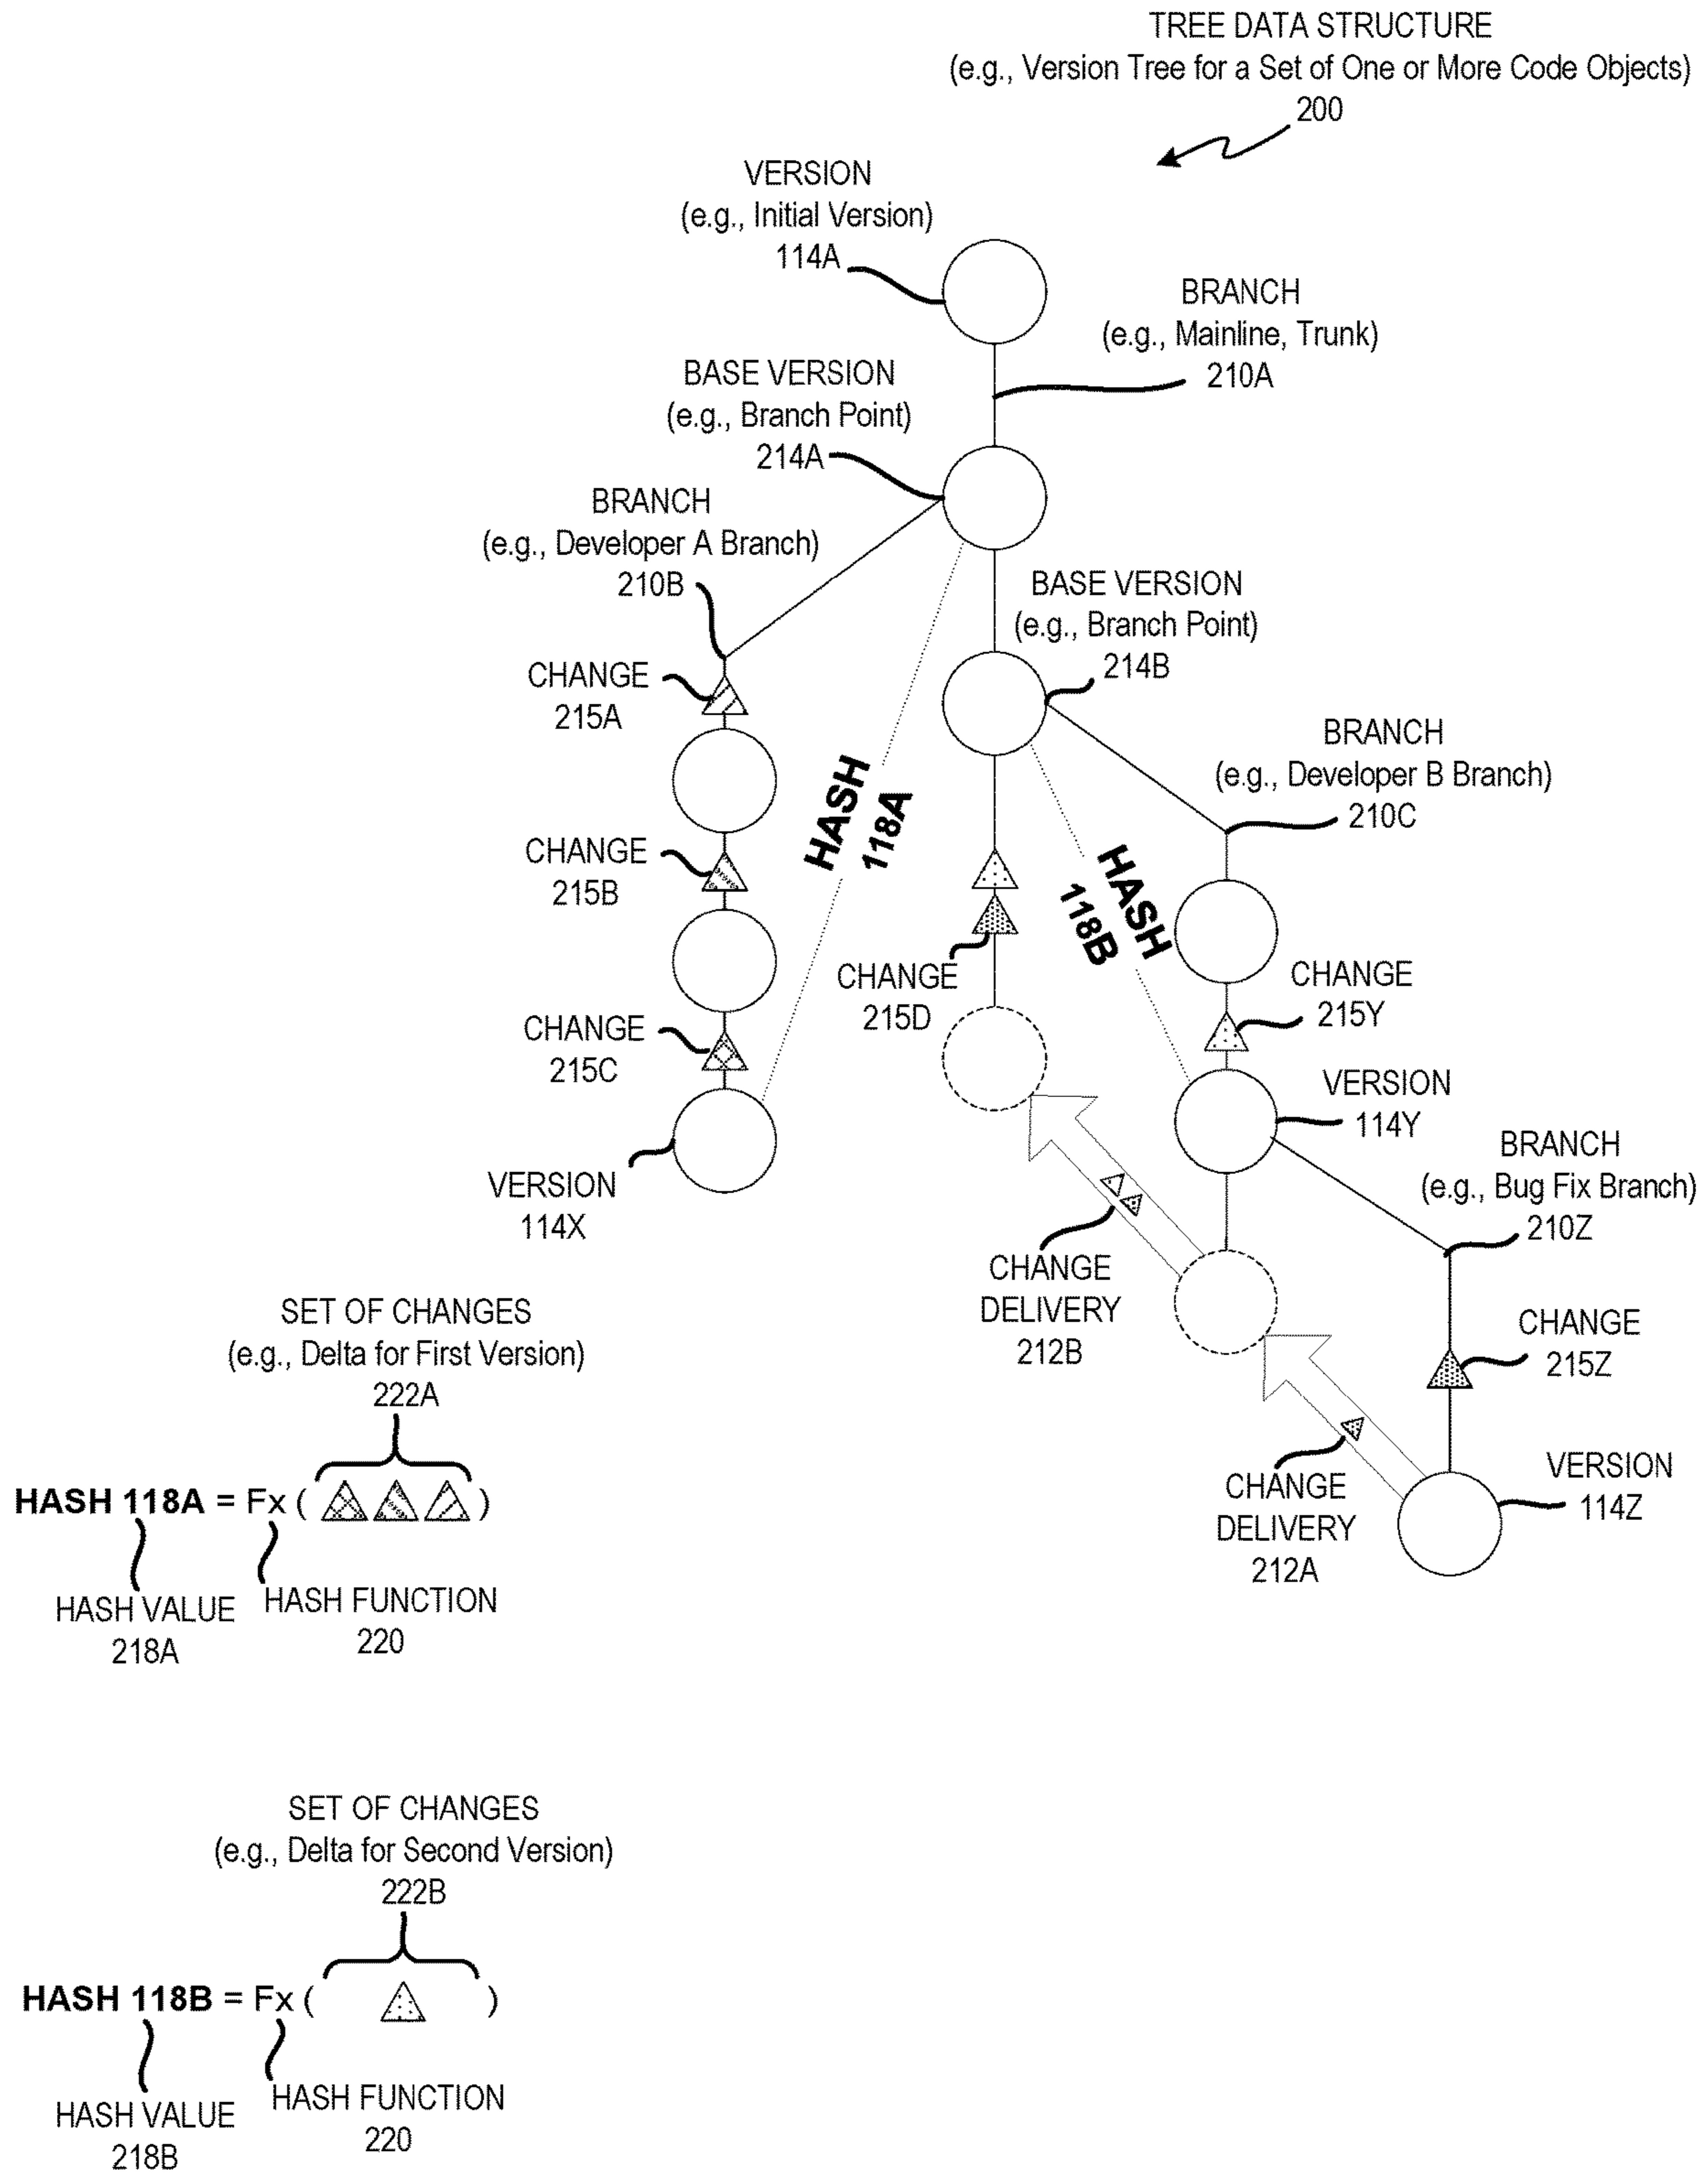 TREE DATA STRUCTURE
(e.g., Version Tree for a Set of One or More Code Objects)
200
VERSION
(e.g., Initial Version)
114A
BRANCH
(e.g., Mainline, Trunk)
210A
BASE VERSION
(e.g., Branch Point)
214A
BRANCH
(e.g., Developer A Branch)
210B
BASE VERSION
(e.g., Branch Point)
214B
CHANGE
215A
BRANCH
(e.g., Developer B Branch)
210C
HASH
118A
CHANGE
215B
HASH
118B
CHANGE
215D
CHANGE
215Y
CHANGE
215C
VERSION
114Y
BRANCH
(e.g., Bug Fix Branch)
210Z
VERSION
114X
CHANGE
DELIVERY
212B
SET OF CHANGES
(e.g., Delta for First Version)
222A
CHANGE
215Z
HASH 118A = Fx ( )
VERSION
114Z
CHANGE
DELIVERY
212A
HASH VALUE
218A
HASH FUNCTION
220
SET OF CHANGES
(e.g., Delta for Second Version)
222B
HASH 118B = Fx ( )
HASH VALUE
218B
HASH FUNCTION
220